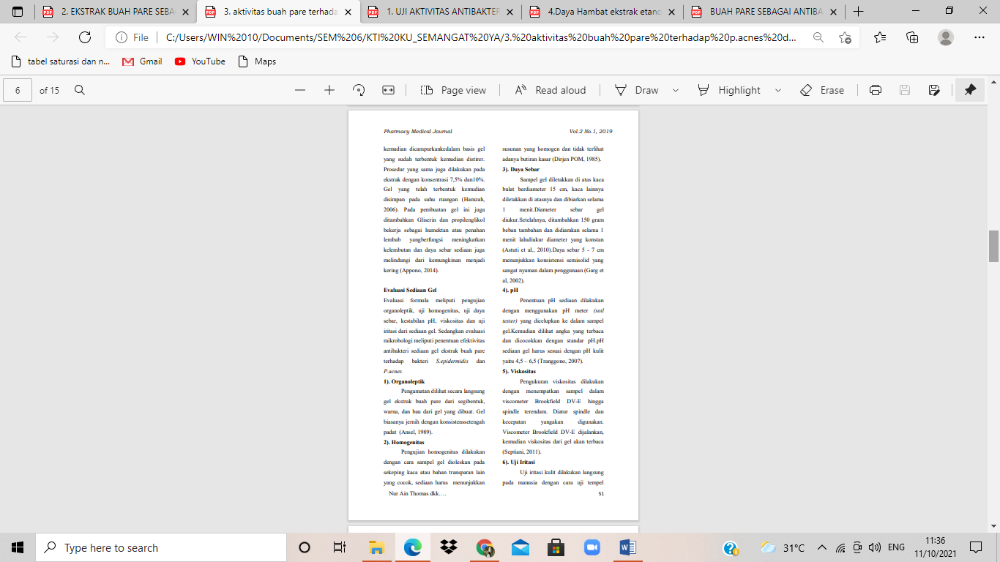 2. EKSTRAK BUAH PARE SEBA
3. aktivitas buah pare terhada
1. UJI AKTIVITAS ANTIBAKTER
4.Daya Hambat ekstrak etano
BUAH PARE SEBAGAI ANTIBA
File
C:/Users/WIN%2010/Documents/SEM%206/KTI%20KU_SEMANGAT%20YA/3.%20aktivitas%20buah%20pare%20terhadap%20p.acnes%20d...
tabel saturasi dan n...
Gmail
YouTube
Maps
6 of 15
Page view
Read aloud
Draw
Highlight
Erase
Pharmacy Medical Journal
Vol.2 No.1, 2019
kemudian dicampurkankedalam basis gel
yang sudah terbentuk kemudian distirer.
Prosedur yang sama juga dilakukan pada
ekstrak dengan konsentrasi 7,5% dan10%.
Gel yang telah terbentuk kemudian
disimpan pada suhu ruangan (Hamzah,
2006). Pada pembuatan gel ini juga
ditambahkan Gliserin dan propilenglikol
bekerja sebagai humektan atau penahan
lembab yangberfungsi meningkatkan
kelembutan dan daya sebar sediaan juga
melindungi dari kemungkinan menjadi
kering (Appono, 2014).
Evaluasi Sediaan Gel
Evaluasi formula meliputi pengujian
organoleptik, uji homogenitas, uji daya
sebar, kestabilan pH, viskositas dan uji
iritasi dari sediaan gel. Sedangkan evaluasi
mikrobiologi meliputi penentuan efektivitas
antibakteri sediaan gel ekstrak buah pare
terhadap bakteri S.epidermidis dan
P.acnes.
1). Organoleptik
Pengamatan dilihat secara langsung
gel ekstrak buah pare dari segibentuk,
warna, dan bau dari gel yang dibuat. Gel
biasanya jernih dengan konsistenssetengah
padat (Ansel, 1989).
2). Homogenitas
Pengujian homogenitas dilakukan
dengan cara sampel gel dioleskan pada
sekeping kaca atau bahan transparan lain
yang cocok, sediaan harus menunjukkan
susunan yang homogen dan tidak terlihat
adanya butiran kasar (Dirjen POM, 1985).
3). Daya Sebar
Sampel gel diletakkan di atas kaca
bulat berdiameter 15 cm, kaca lainnya
diletakkan di atasnya dan dibiarkan selama
1 menit.Diameter sebar gel
diukur.Setelahnya, ditambahkan 150 gram
beban tambahan dan didiamkan selama 1
menit laludiukur diameter yang konstan
(Astuti et al., 2010).Daya sebar 5 - 7 cm
menunjukkan konsistensi semisolid yang
sangat nyaman dalam penggunaan (Garg et
al, 2002).
4). pH
Penentuan pH sediaan dilakukan
dengan menggunakan pH meter (soil
tester) yang dicelupkan ke dalam sampel
gel.Kemudian dilihat angka yang terbaca
dan dicocokkan dengan standar pH.pH
sediaan gel harus sesuai dengan pH kulit
yaitu 4,5 – 6,5 (Tranggono, 2007).
5). Viskositas
Pengukuran viskositas dilakukan
dengan menempatkan sampel dalam
viscometer Brookfield DV-E hingga
spindle terendam. Diatur spindle dan
kecepatan yangakan digunakan.
Viscometer Brookfield DV-E dijalankan,
kemudian viskositas dari gel akan terbaca
(Septiani, 2011).
6). Uji Iritasi
Uji iritasi kulit dilakukan langsung
pada manusia dengan cara uji tempel
Nur Ain Thomas dkk….
51
Type here to search
31°C
ENG
11:36
11/10/2021